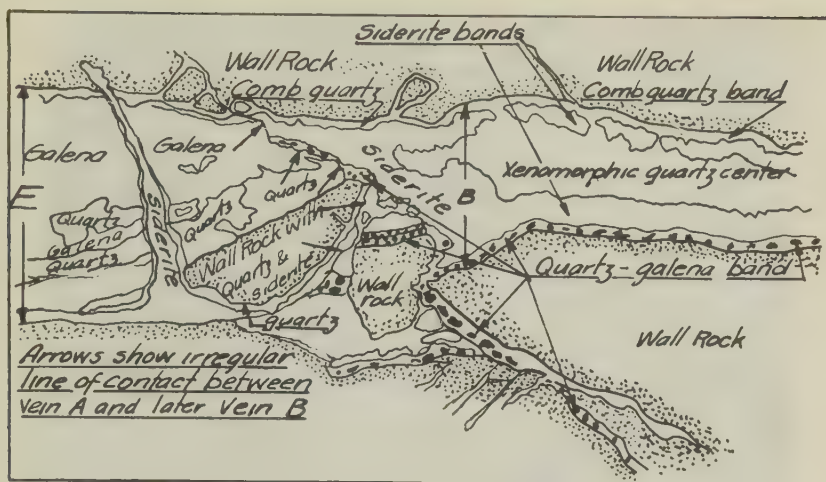 Siderite bands
Wall Rock
Comb quartz
Wall Rock
Comb quartz band
Galena
Galena
Siderite
B
Xenomorphic quartz center
E
Quartz
Quartz
Quartz
Galena
Quartz
Siderite
Wall Rock with
Quartz &
siderite
Wall
rock
Quartz-galena band
quartz
Wall Rock
Arrows show irregular
line of contact between
vein A and later Vein B